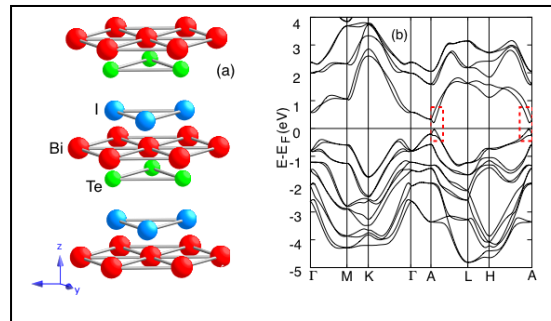 (a)
I
Bi
Te
z
y
(b)
E-E_F(eV)
4
3
2
1
0
-1
-2
-3
-4
-5
Γ M K Γ A L H A